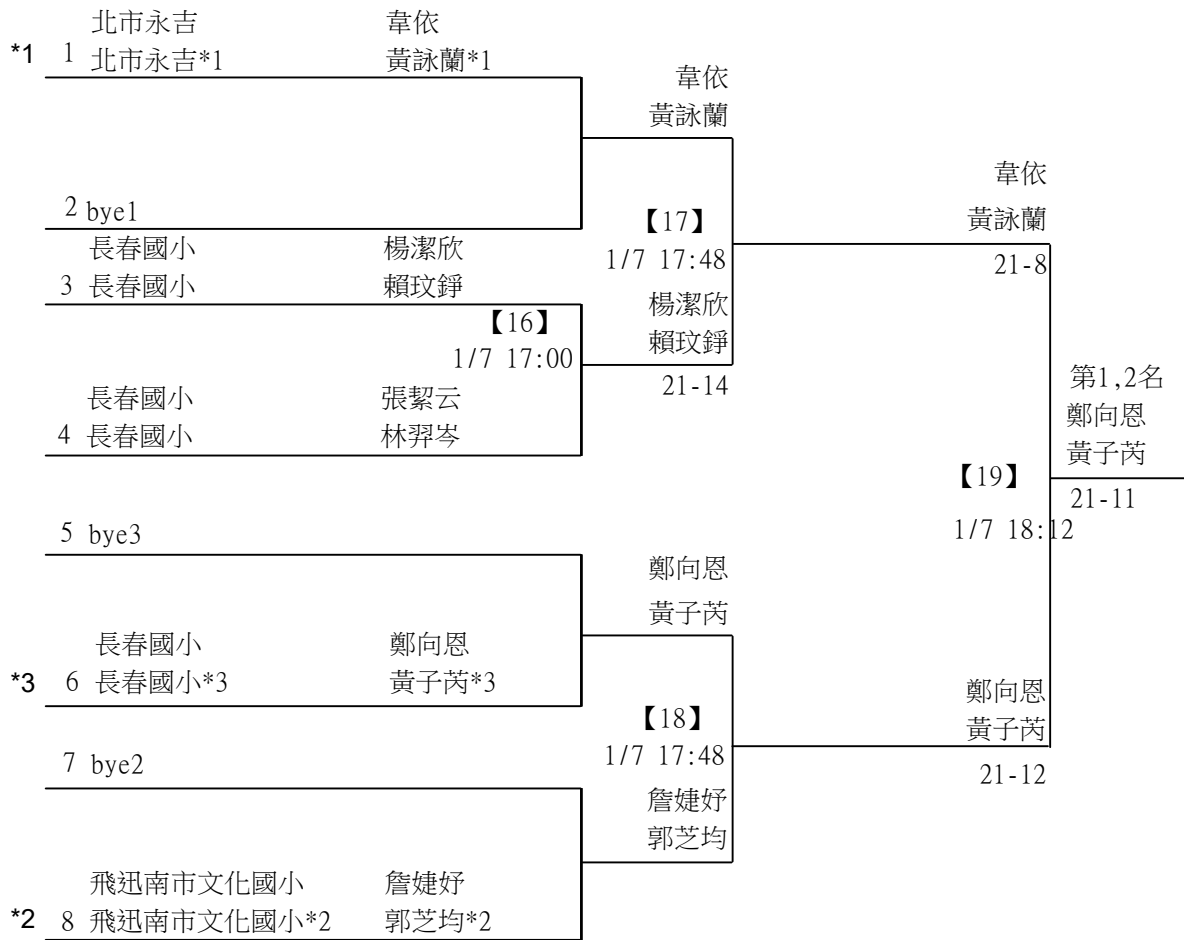 北市永吉 韋依
*1 1 北市永吉*1 黃詠蘭*1
韋依
黃詠蘭
韋依
黃詠蘭
2 bye1
【17】
1/7 17:48
21-8
長春國小 楊潔欣
3 長春國小 賴玟錚
楊潔欣
賴玟錚
【16】
1/7 17:00
21-14
長春國小 張絜云
4 長春國小 林羿岑
第1,2名
鄭向恩
黃子芮
【19】
21-11
1/7 18:12
5 bye3
鄭向恩
黃子芮
長春國小 鄭向恩
*3 6 長春國小*3 黃子芮*3
鄭向恩
黃子芮
【18】
1/7 17:48
21-12
7 bye2
詹婕妤
郭芝均
飛迅南市文化國小 詹婕妤
*2 8 飛迅南市文化國小*2 郭芝均*2